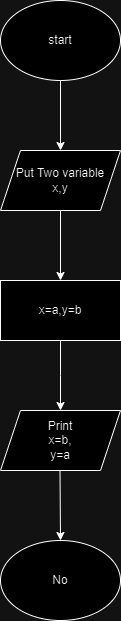 start
Put Two variable
x,y
x=a,y=b
Print
x=b,
y=a
No